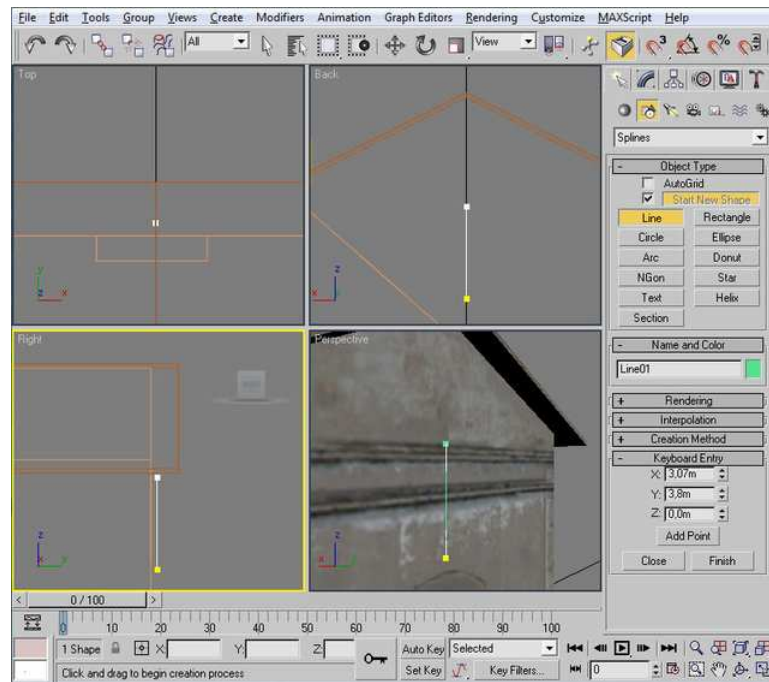 File Edit Tools Group Views Create Modifiers Animation Graph Editors Rendering Customize MAXScript Help
All
View
3
%
Top
Back
Splines
- Object Type
AutoGrid
Start New Shape
Line Rectangle
Circle Ellipse
Arc Donut
NGon Star
Text Helix
Section
y
z x
z
x
Right
Perspective
- Name and Color
Line01
+ Rendering
+ Interpolation
+ Creation Method
- Keyboard Entry
X: 3,07m
Y: 3,8m
Z: 0,0m
Add Point
Close Finish
z
x y
z
< 0 / 100 >
0 10 20 30 40 50 60 70 80 90 100
1 Shape X: Y: Z: Auto Key Selected
Click and drag to begin creation process Set Key Key Filters... 0